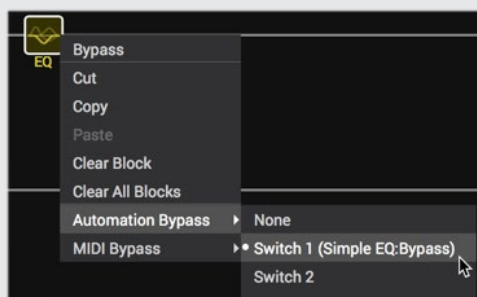 EQ
Bypass
Cut
Copy
Paste
Clear Block
Clear All Blocks
Automation Bypass
None
MIDI Bypass
Switch 1 (Simple EQ:Bypass)
Switch 2